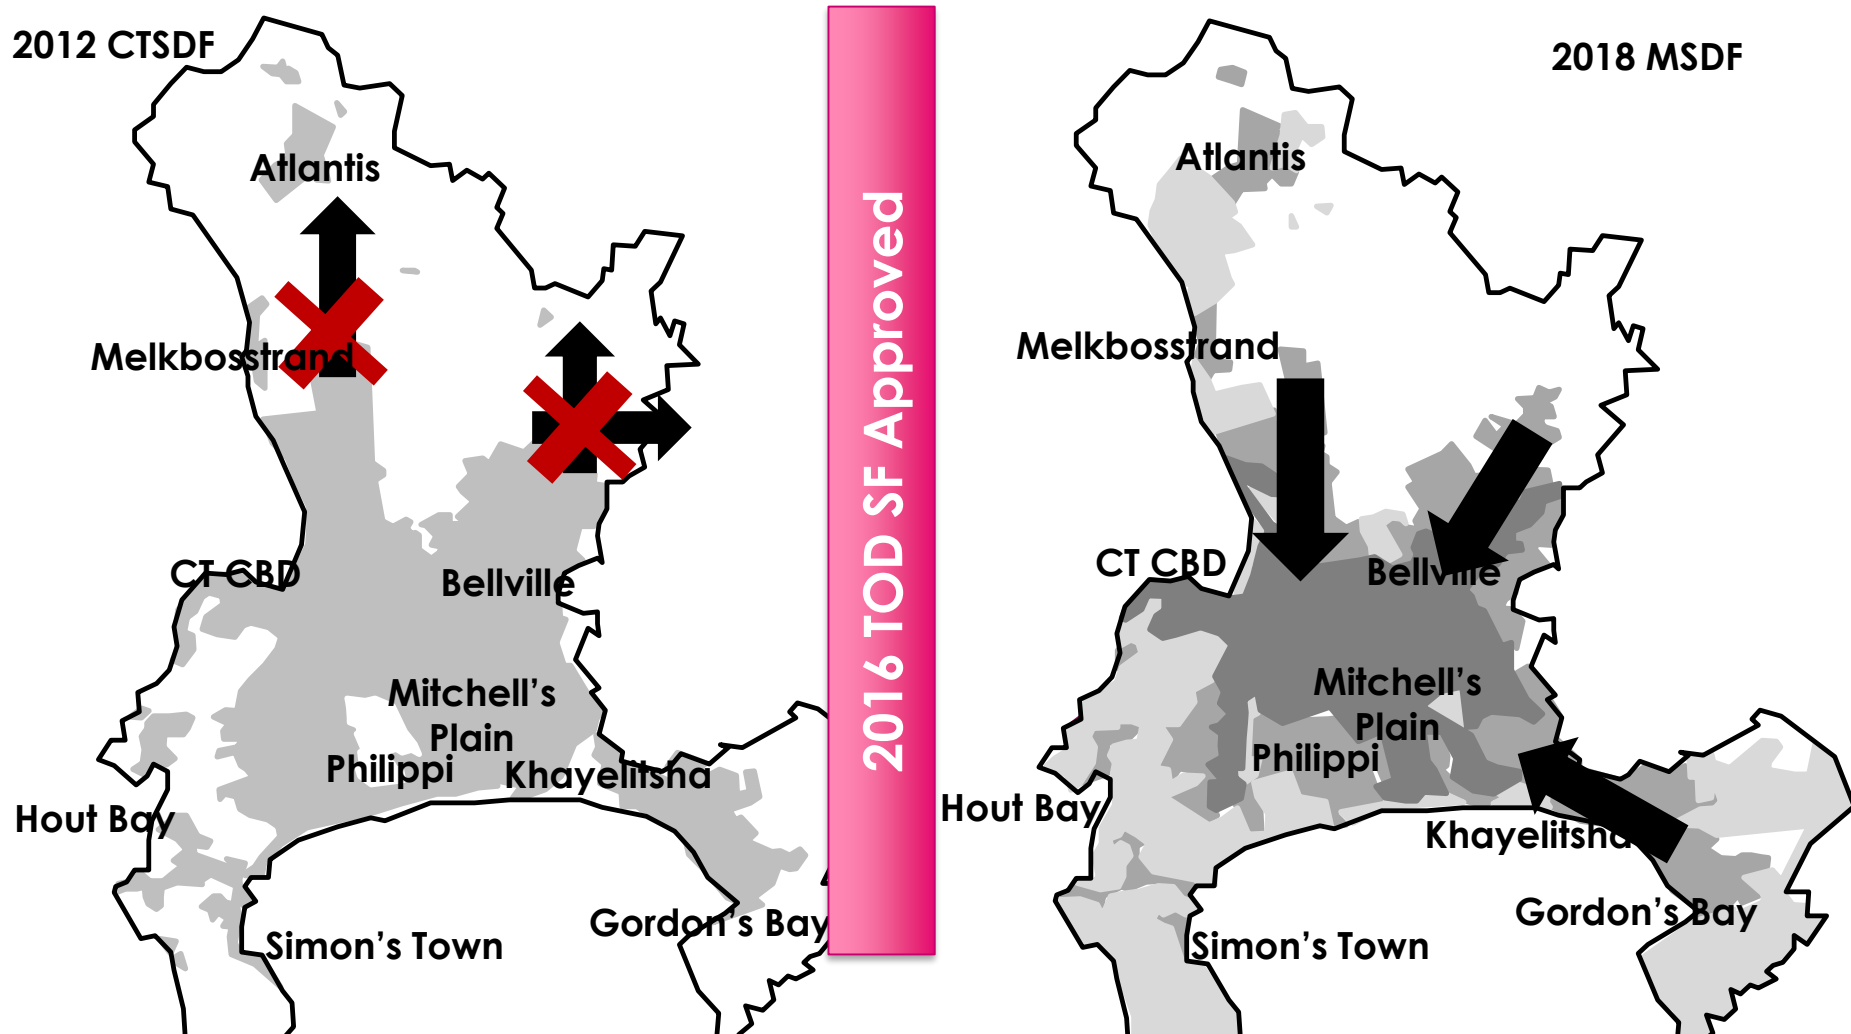 2012 CTSDF
Atlantis
Melkbosstrand
CT CBD
Bellville
Mitchell’s
Plain
Philippi
Khayelitsha
Hout Bay
Gordon’s Bay
Simon’s Town
2016 TOD SF Approved
2018 MSDF
Atlantis
Melkbosstrand
CT CBD
Bellville
Mitchell’s
Plain
Philippi
Hout Bay
Khayelitsha
Gordon’s Bay
Simon’s Town